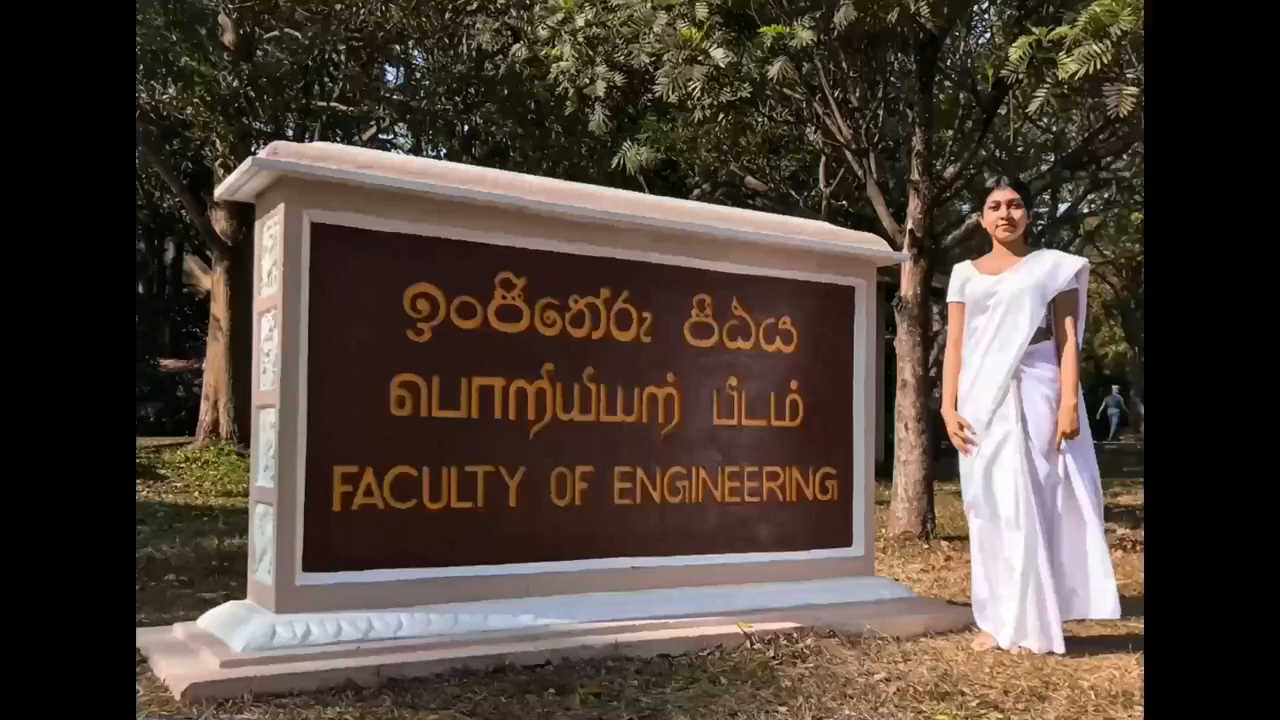 ඉංජිනේරු පීඨය
பொறியியற் பீடம்
FACULTY OF ENGINEERING